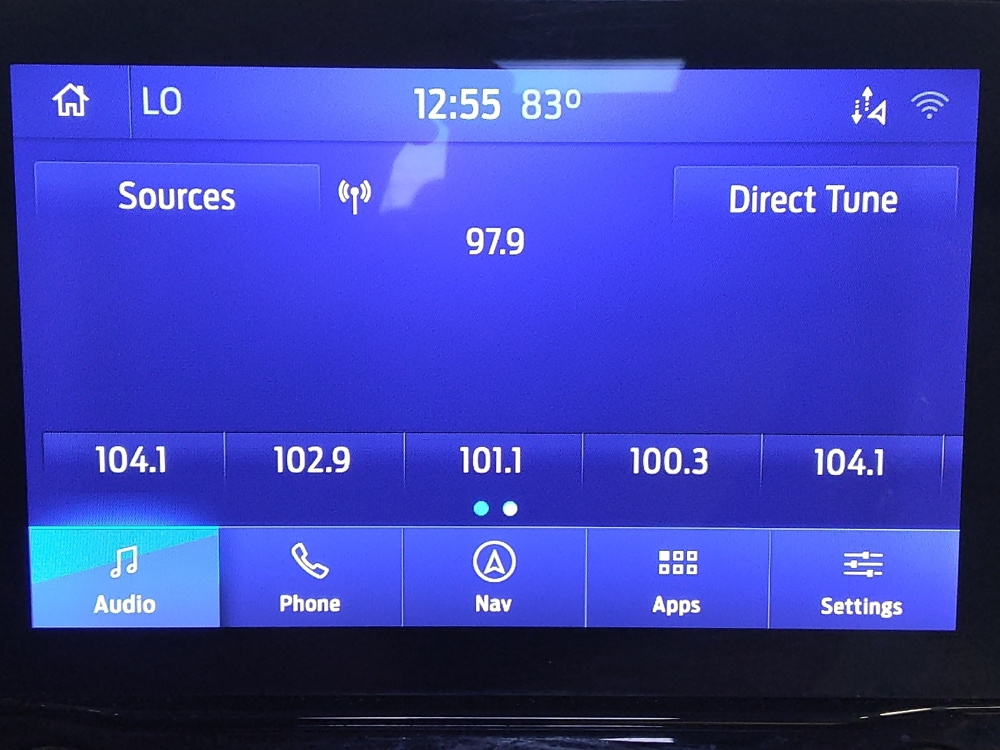 LO 12:55 83º
Sources Direct Tune
97.9
104.1 102.9 101.1 100.3 104.1
Audio Phone Nav Apps Settings